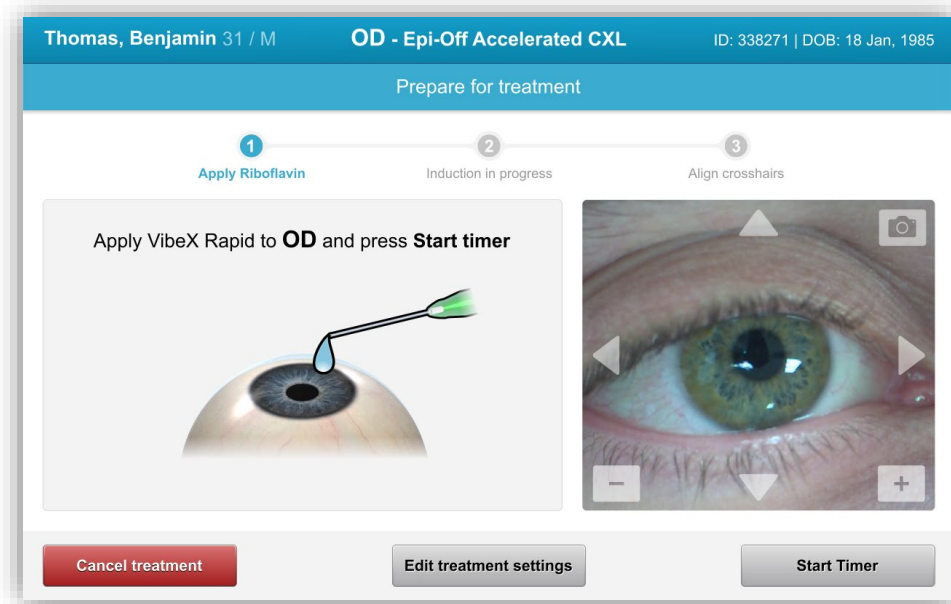 Thomas, Benjamin 31 / M
OD - Epi-Off Accelerated CXL
ID: 338271 | DOB: 18 Jan, 1985
Prepare for treatment
1
2
3
Apply Riboflavin
Induction in progress
Align crosshairs
Apply VibeX Rapid to OD and press Start timer
− +
Cancel treatment
Edit treatment settings
Start Timer